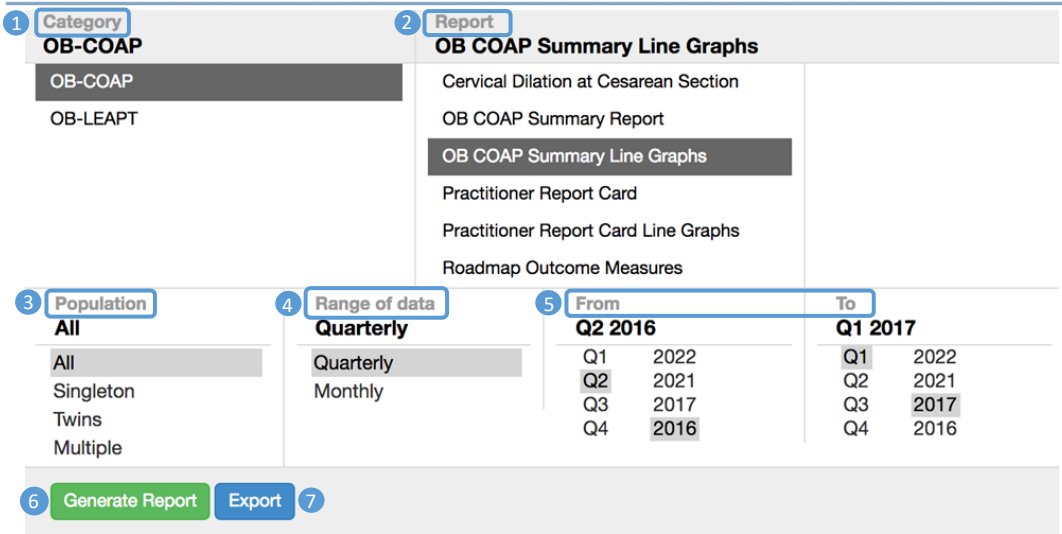 1 Category 2 Report
OB-COAP OB COAP Summary Line Graphs
OB-COAP Cervical Dilation at Cesarean Section
OB-LEAPT OB COAP Summary Report
OB COAP Summary Line Graphs
Practitioner Report Card
Practitioner Report Card Line Graphs
Roadmap Outcome Measures
3 Population 4 Range of data 5 From To
All Quarterly Q2 2016 Q1 2017
All Quarterly Q1 2022 Q1 2022
Singleton Monthly Q2 2021 Q2 2021
Twins Q3 2017 Q3 2017
Multiple Q4 2016 Q4 2016
6 Generate Report Export 7